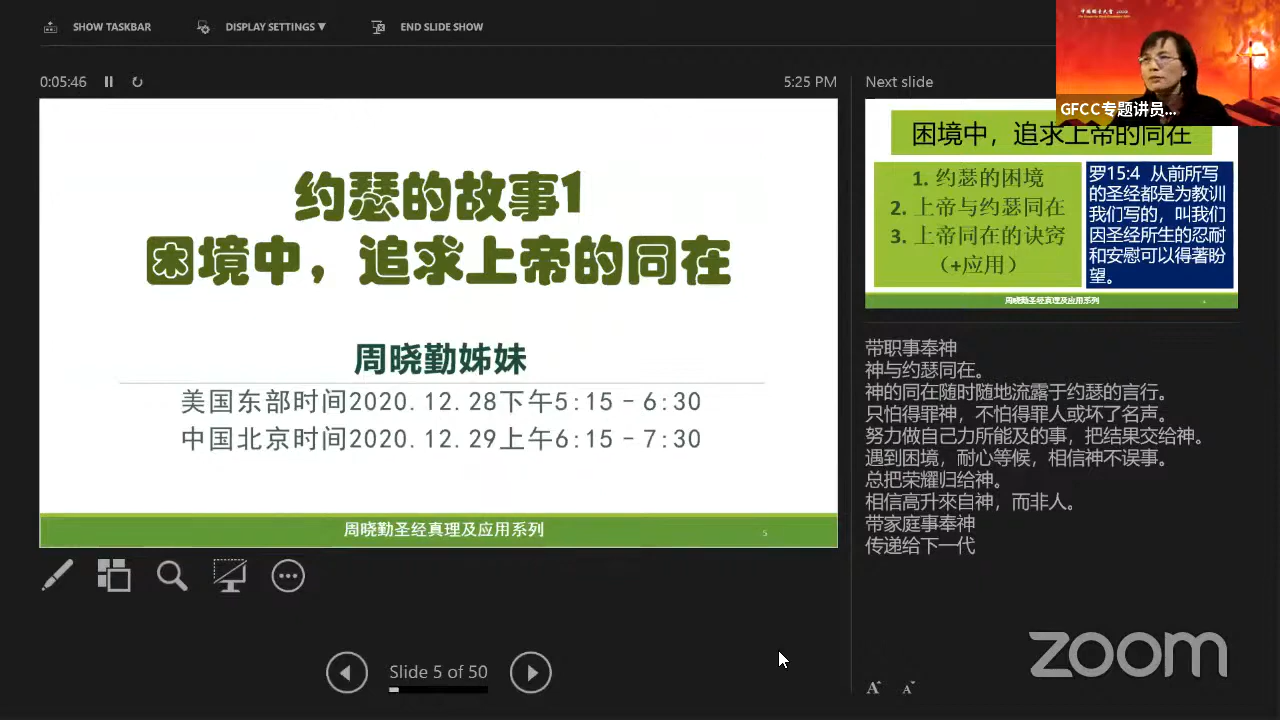 SHOW TASKBAR
DISPLAY SETTINGS ▼
END SLIDE SHOW
0:05:46
5:25 PM
Next slide
GFCC专题讲员...
约瑟的故事1
困境中，追求上帝的同在
周晓勤姊妹
美国东部时间2020.12.28下午5:15-6:30
中国北京时间2020.12.29上午6:15-7:30
周晓勤圣经真理及应用系列
5
困境中，追求上帝的同在
1. 约瑟的困境
2. 上帝与约瑟同在
3. 上帝同在的诀窍
（+应用）
罗15:4 从前所写
的圣经都是为教训
我们写的，叫我们
因圣经所生的忍耐
和安慰可以得著盼
望。
周晓勤圣经真理及应用系列
带职事奉神
神与约瑟同在。
神的同在随时随地流露于约瑟的言行。
只怕得罪神，不怕得罪人或坏了名声。
努力做自己力所能及的事，把结果交给神。
遇到困境，耐心等候，相信神不误事。
总把荣耀归给神。
相信高升來自神，而非人。
带家庭事奉神
传递给下一代
Slide 5 of 50
A A
zoom